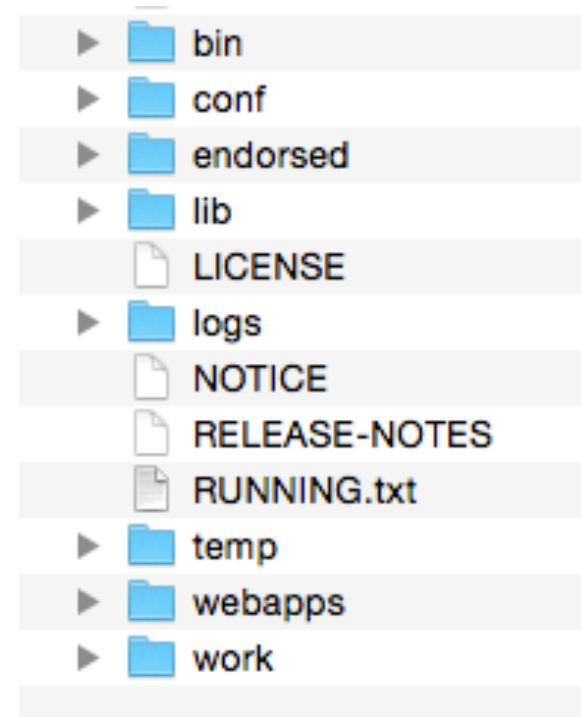 bin
conf
endorsed
lib
LICENSE
logs
NOTICE
RELEASE-NOTES
RUNNING.txt
temp
webapps
work